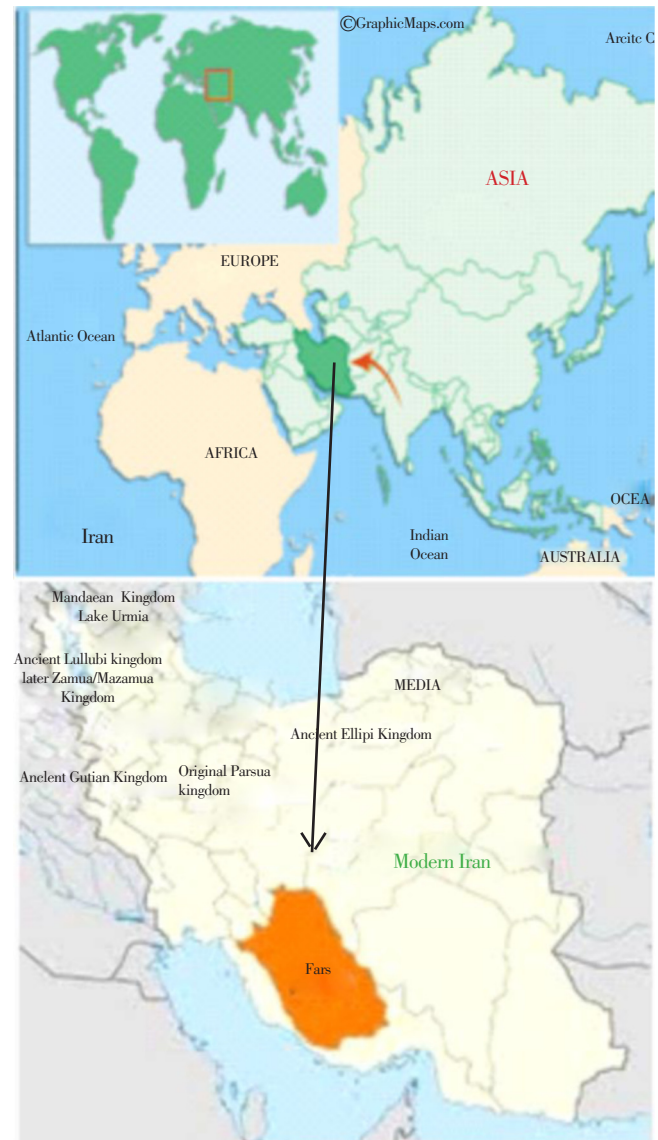 ©GraphicMaps.com
Arcitc C
ASIA
EUROPE
Atlantic Ocean
AFRICA
OCEA
Iran
Indian
Ocean
AUSTRALIA
Mandaean Kingdom
Lake Urmia
Ancient Lullubi kingdom
later Zamua/Mazamua
Kingdom
MEDIA
Ancient Ellipi Kingdom
Anclent Gutian Kingdom
Original Parsua
kingdom
Modern Iran
Fars